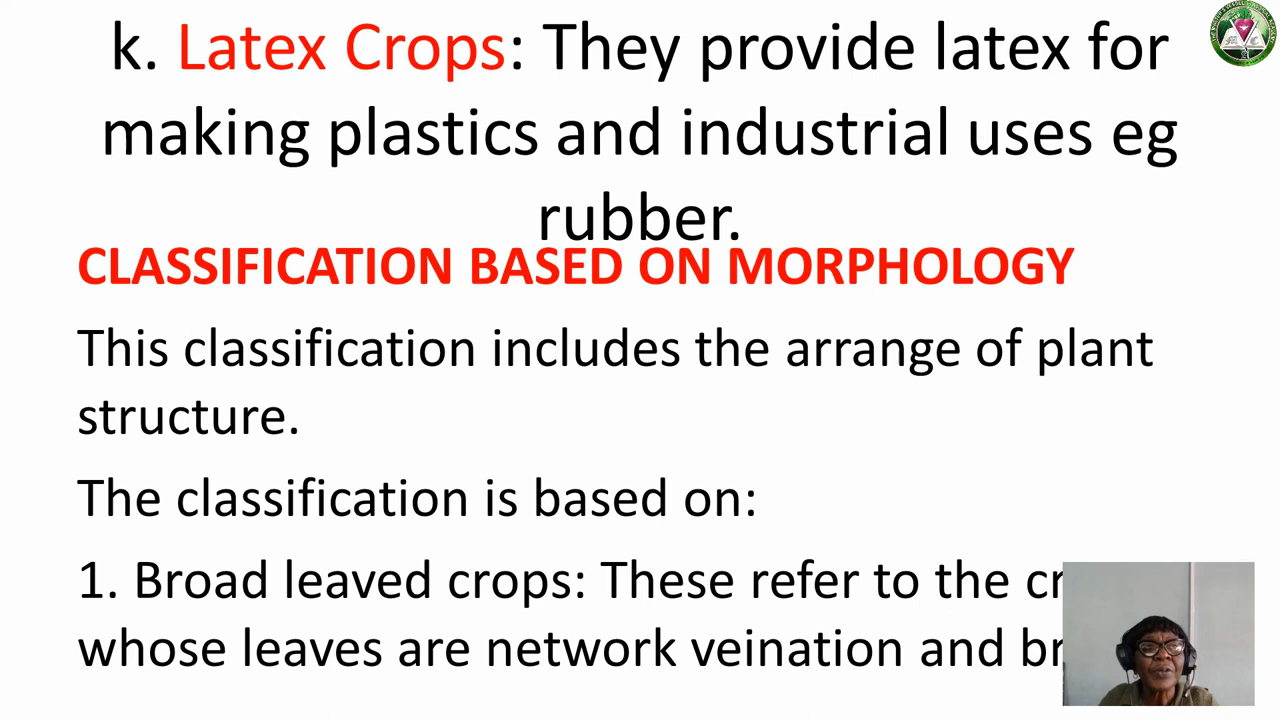 k. Latex Crops: They provide latex for
making plastics and industrial uses eg
rubber.
CLASSIFICATION BASED ON MORPHOLOGY
This classification includes the arrange of plant
structure.
The classification is based on:
1. Broad leaved crops: These refer to the
whose leaves are network veination and